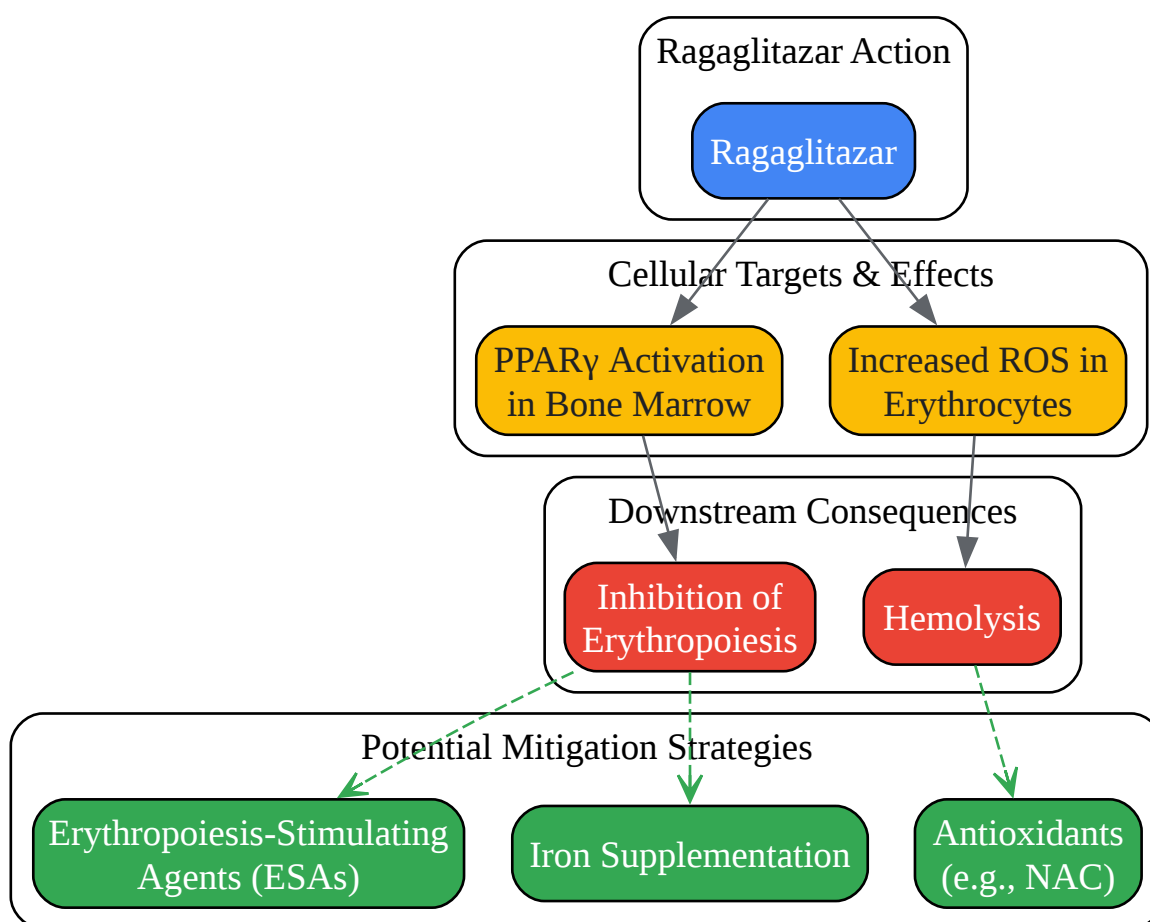 Ragaglitazar Action
Ragaglitazar
Cellular Targets & Effects
PPARγ Activation
in Bone Marrow
Increased ROS in
Erythrocytes
Downstream Consequences
Inhibition of
Erythropoiesis
Hemolysis
Potential Mitigation Strategies
Erythropoiesis-Stimulating
Agents (ESAs)
Iron Supplementation
Antioxidants
(e.g., NAC)